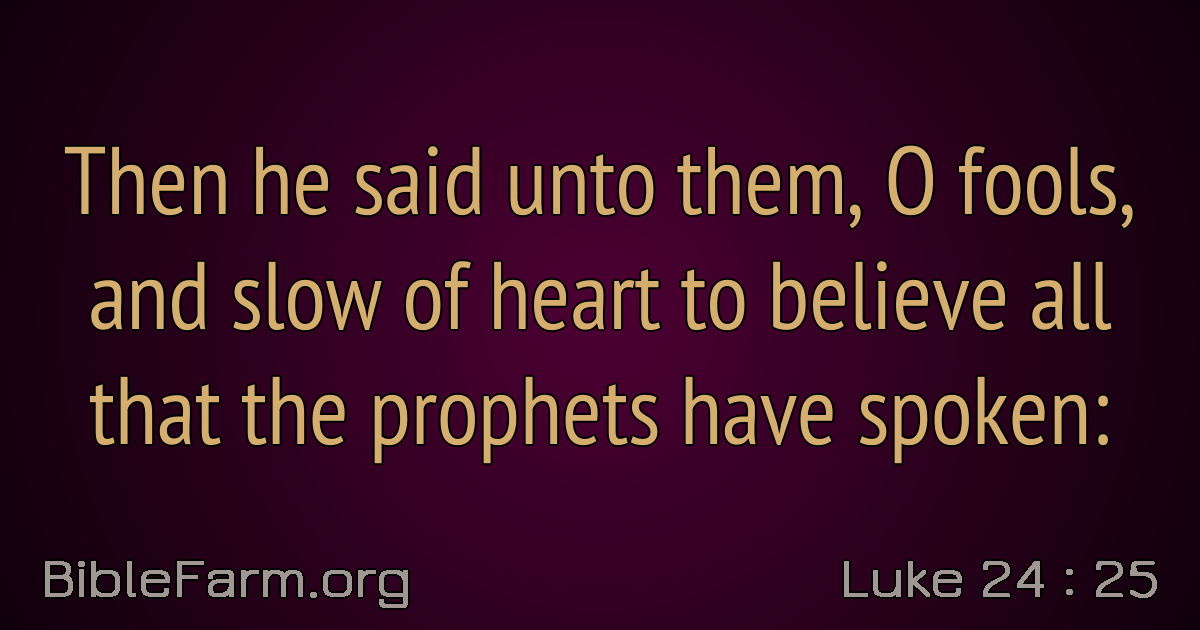 Then he said unto them, O fools,
and slow of heart to believe all
that the prophets have spoken:
BibleFarm.org
Luke 24 : 25